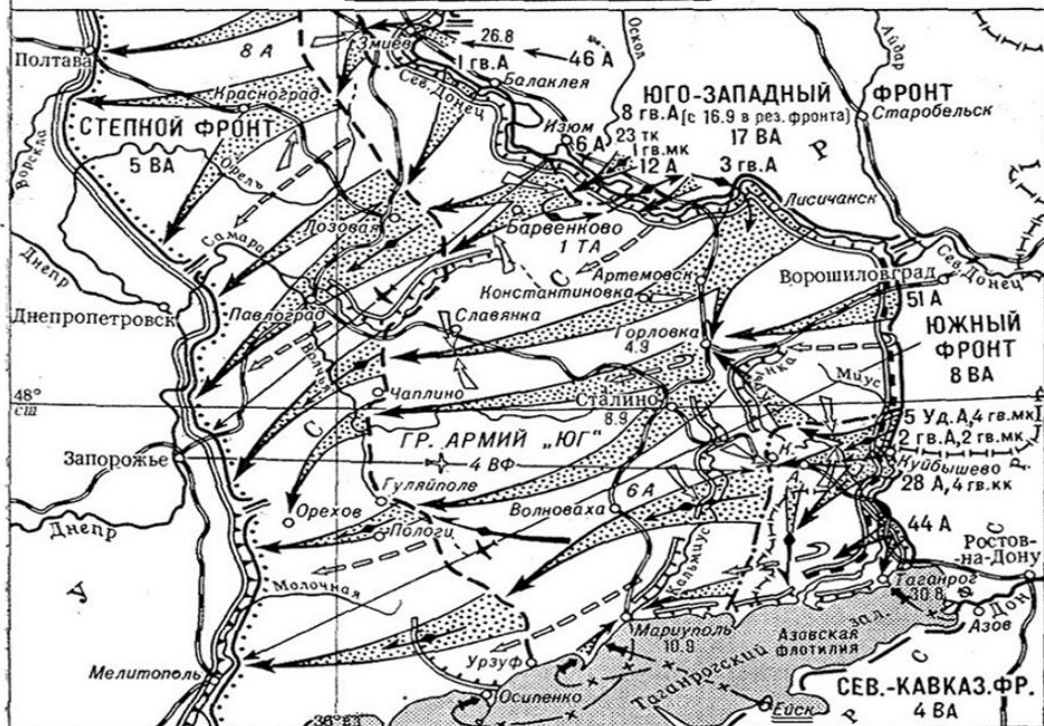 Полтава
8 А
Змиев
26.8
46 А
1 гв.А
Балаклея
Сев. Донец
Оскол
Айдар
Красноград
СТЕПНОЙ ФРОНТ
5 ВА
Ворскла
Орель
Изюм
6 А
ЮГО-ЗАПАДНЫЙ ФРОНТ
8 гв.А (с 16.9 в рез. фронта)
17 ВА
Старобельск
23 тк
1 гв.мк
12 А
3 гв.А
Р
Лисичанск
Днепр
Самара
Лозовая
Барвенково
1 ТА
С
Артемовск
Константиновка
Ворошиловград
Сев. Донец
51 А
Днепропетровск
Павлоград
Славянка
Волчья
Горловка
4.9
ЮЖНЫЙ
ФРОНТ
8 ВА
Миус
48°
сш
Чаплино
С
Сталино
8.9
ГР. АРМИЙ „ЮГ"
4 ВФ
5 Уд.А, 4 гв.мк
2 гв.А, 2 гв.мк
Куйбышево
28 А, 4 гв.кк
Р.
Запорожье
Гуляйполе
6 А
Волноваха
Орехов
Пологи
Днепр
44 А
Ростов-
на-Дону
Кальмиус
Молочная
У
Таганрог
30.8
Дон
Азов
Мариуполь
10.9
Азовская
флотилия
Таганрогский
зал.
Мелитополь
Урзуф
Осипенко
Ейск
С
Р
СЕВ.-КАВКАЗ.ФР.
4 ВА